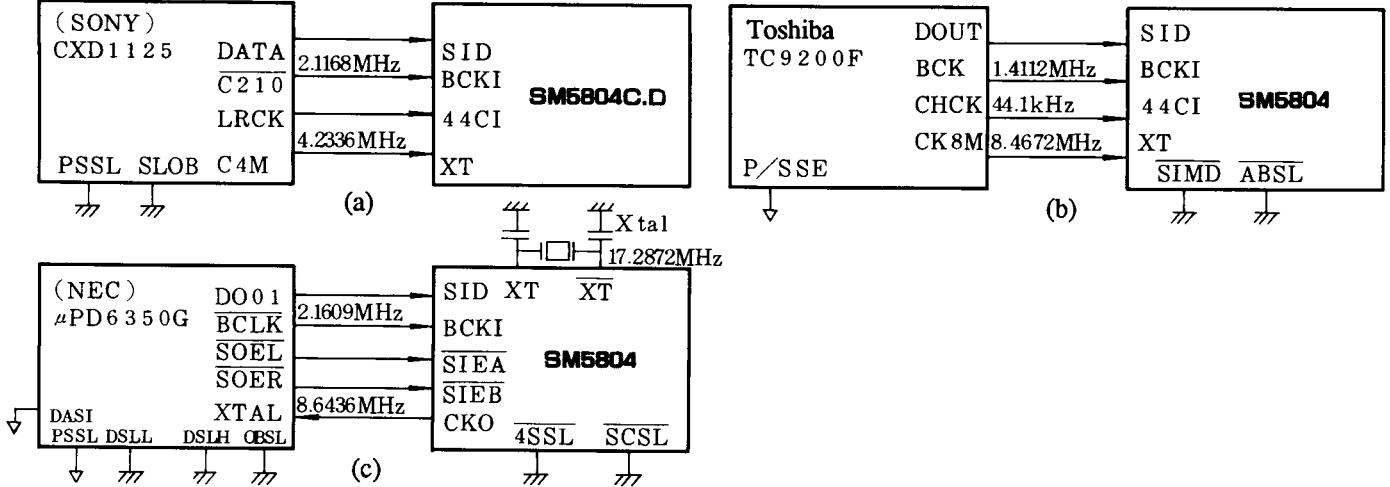 (SONY)
CXD1125
DATA
C210
LRCK
C4M
PSSL SLOB
2.1168MHz
4.2336MHz
SID
BCKI
44CI
XT
SM5804C.D
(a)
Toshiba
TC9200F
DOUT
BCK
CHCK
CK8M
P/SSE
1.4112MHz
44.1kHz
8.4672MHz
SID
BCKI
44CI
XT
SIMD ABSL
SM5804
(b)
(NEC)
μPD6350G
DO01
BCLK
SOEL
SOER
XTAL
DASI
PSSL DSLL DSLH OBSL
2.1609MHz
8.6436MHz
Xtal
17.2872MHz
SID XT XT
BCKI
SIEA
SIEB
CKO
4SSL SCSL
SM5804
(c)